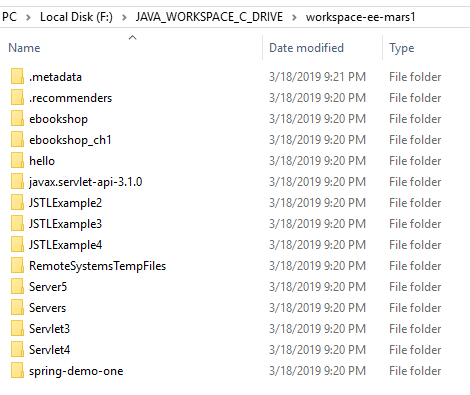 PC > Local Disk (F:) > JAVA_WORKSPACE_C_DRIVE > workspace-ee-mars1
Name Date modified Type
.metadata 3/18/2019 9:21 PM File folder
.recommenders 3/18/2019 9:20 PM File folder
ebookshop 3/18/2019 9:20 PM File folder
ebookshop_ch1 3/18/2019 9:20 PM File folder
hello 3/18/2019 9:20 PM File folder
javax.servlet-api-3.1.0 3/18/2019 9:20 PM File folder
JSTLExample2 3/18/2019 9:20 PM File folder
JSTLExample3 3/18/2019 9:20 PM File folder
JSTLExample4 3/18/2019 9:20 PM File folder
RemoteSystemsTempFiles 3/18/2019 9:20 PM File folder
Server5 3/18/2019 9:20 PM File folder
Servers 3/18/2019 9:20 PM File folder
Servlet3 3/18/2019 9:20 PM File folder
Servlet4 3/18/2019 9:20 PM File folder
spring-demo-one 3/18/2019 9:20 PM File folder